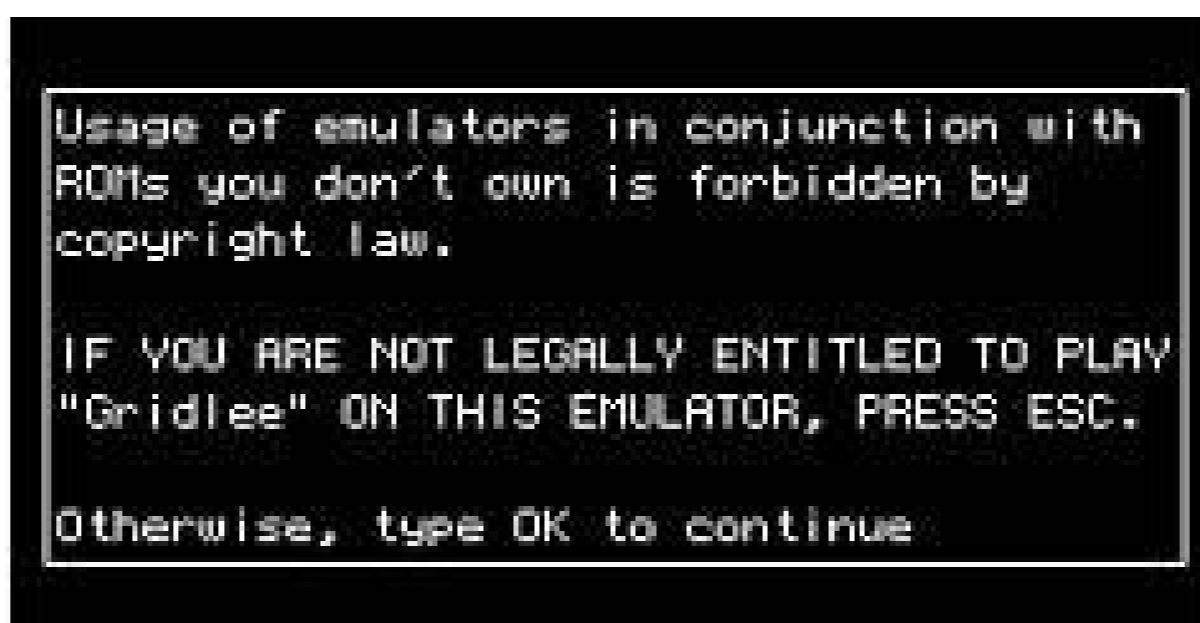 Usage of emulators in conjunction with
ROMs you don't own is forbidden by
copyright law.
IF YOU ARE NOT LEGALLY ENTITLED TO PLAY
"Gridlee" ON THIS EMULATOR, PRESS ESC.
Otherwise, type OK to continue